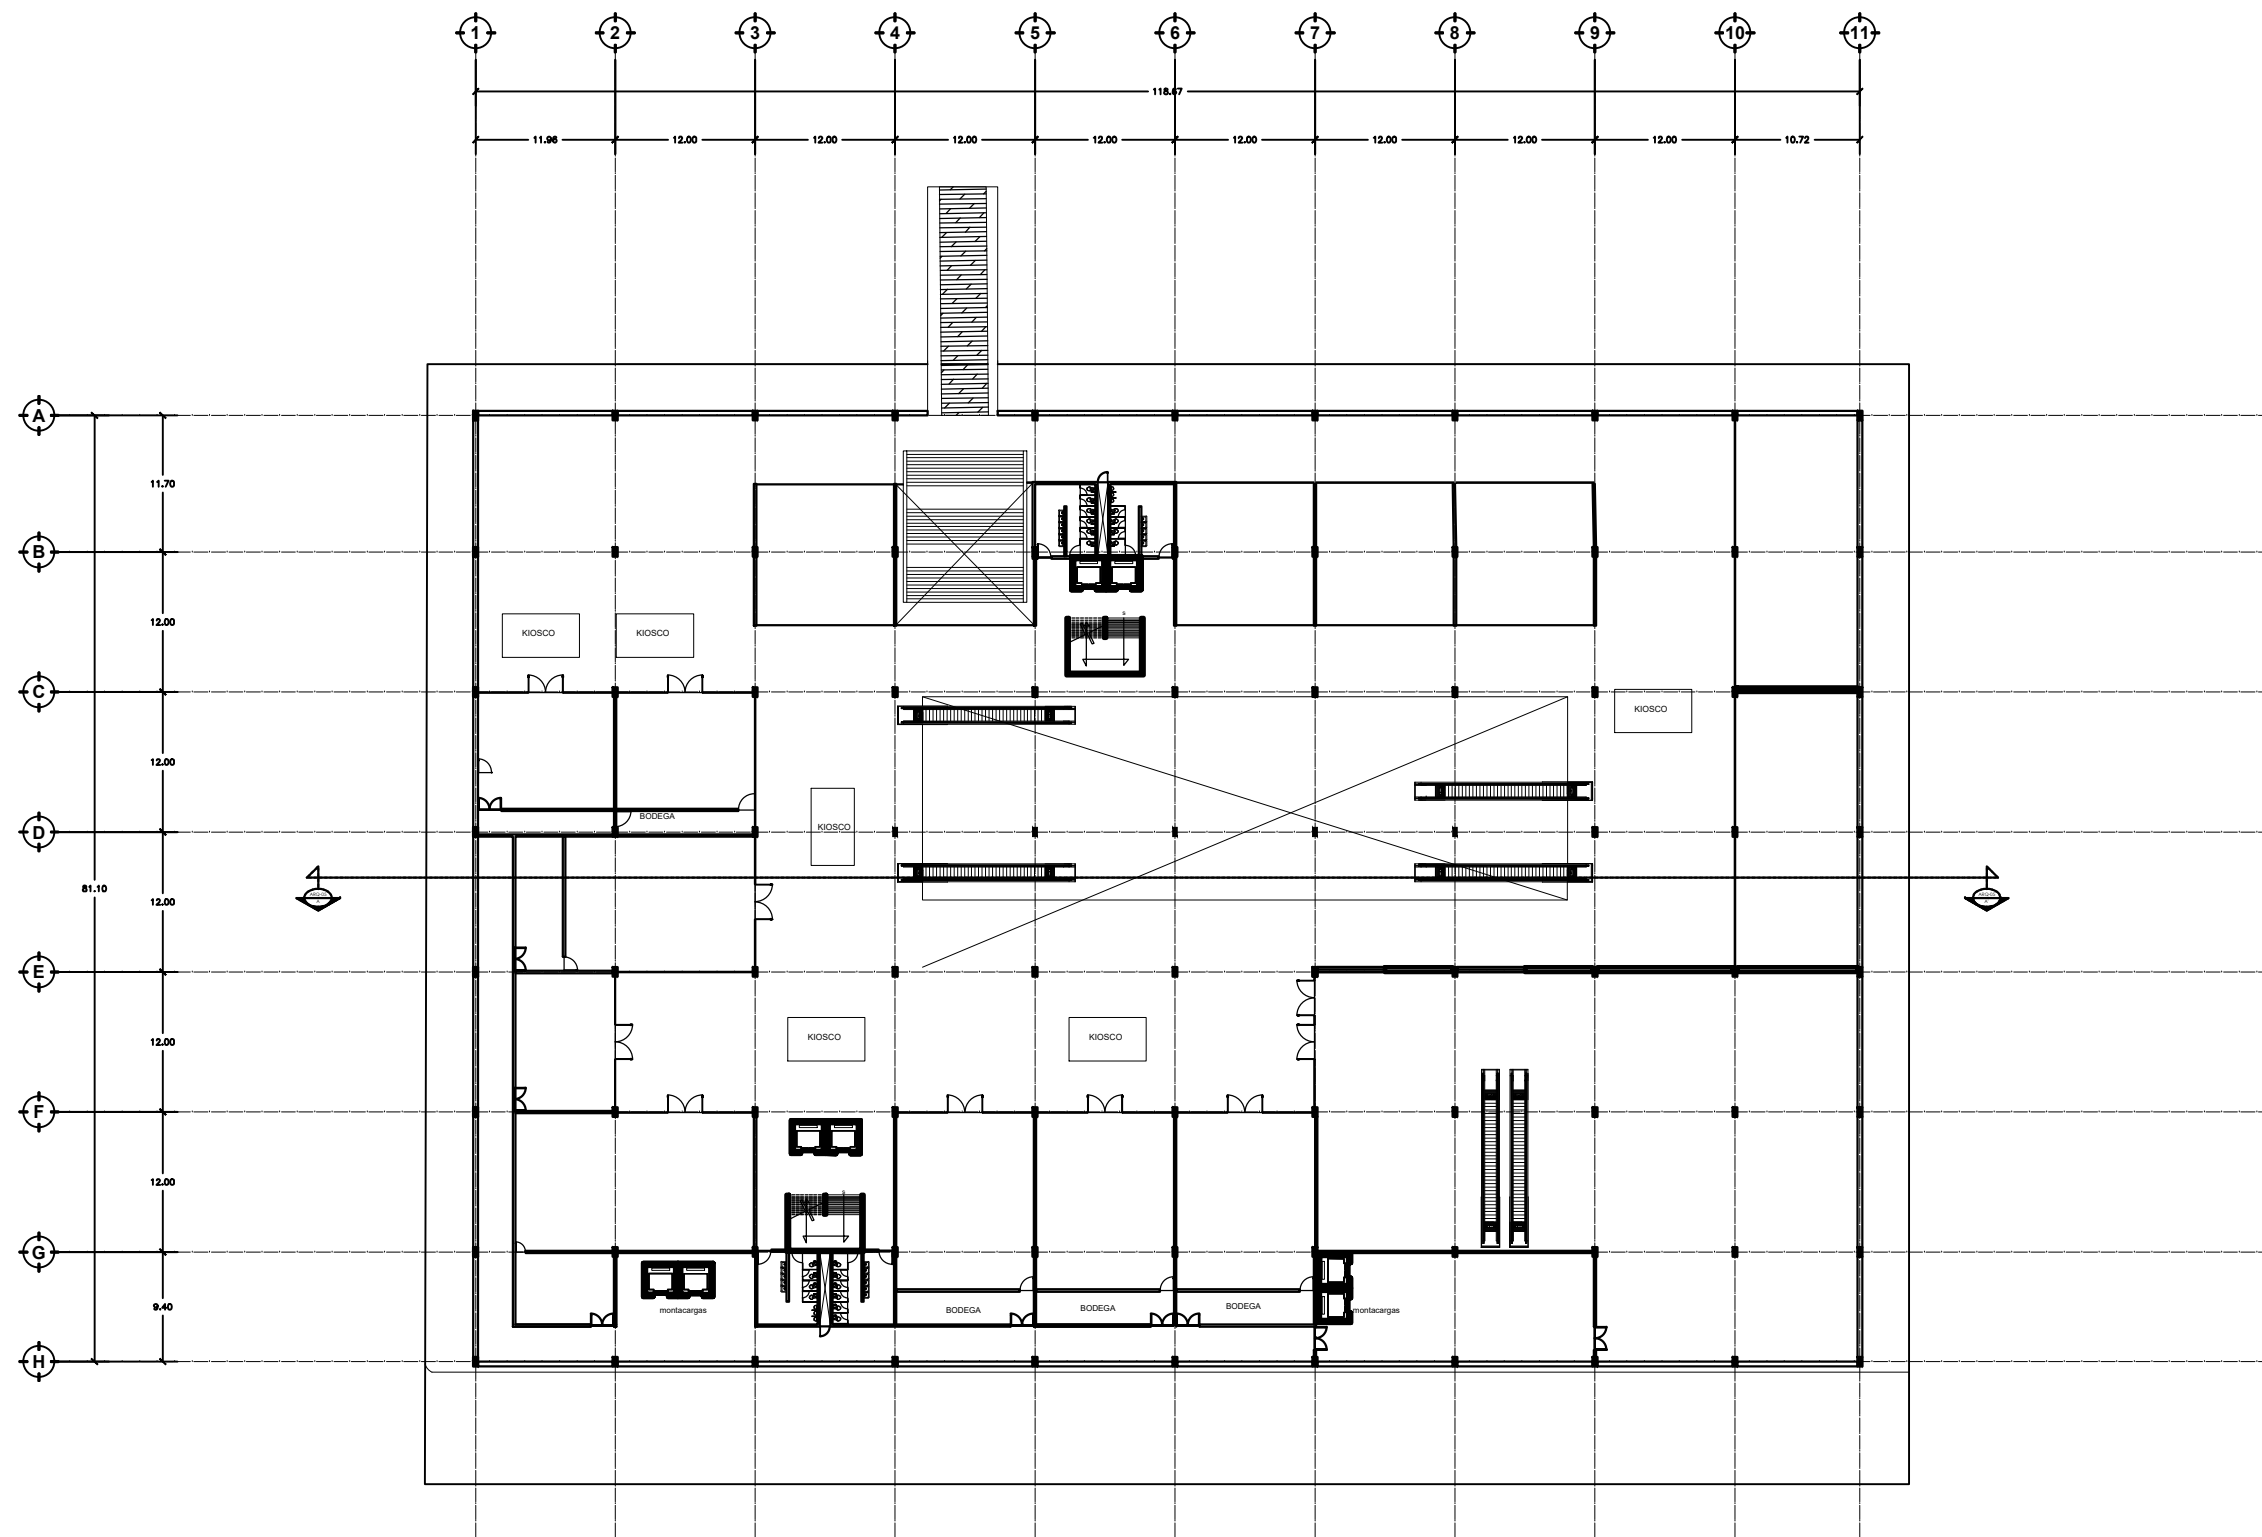 1 2 3 4 5 6 7 8 9 10 11
118.67
11.96 12.00 12.00 12.00 12.00 12.00 12.00 12.00 12.00 10.72
A
11.70
B
12.00
S
KIOSCO KIOSCO
C
KIOSCO
12.00
BODEGA
KIOSCO
D
81.10
12.00
E
KIOSCO KIOSCO
12.00
F
12.00
S
G
9.40
montacargas BODEGA BODEGA BODEGA montacargas
H